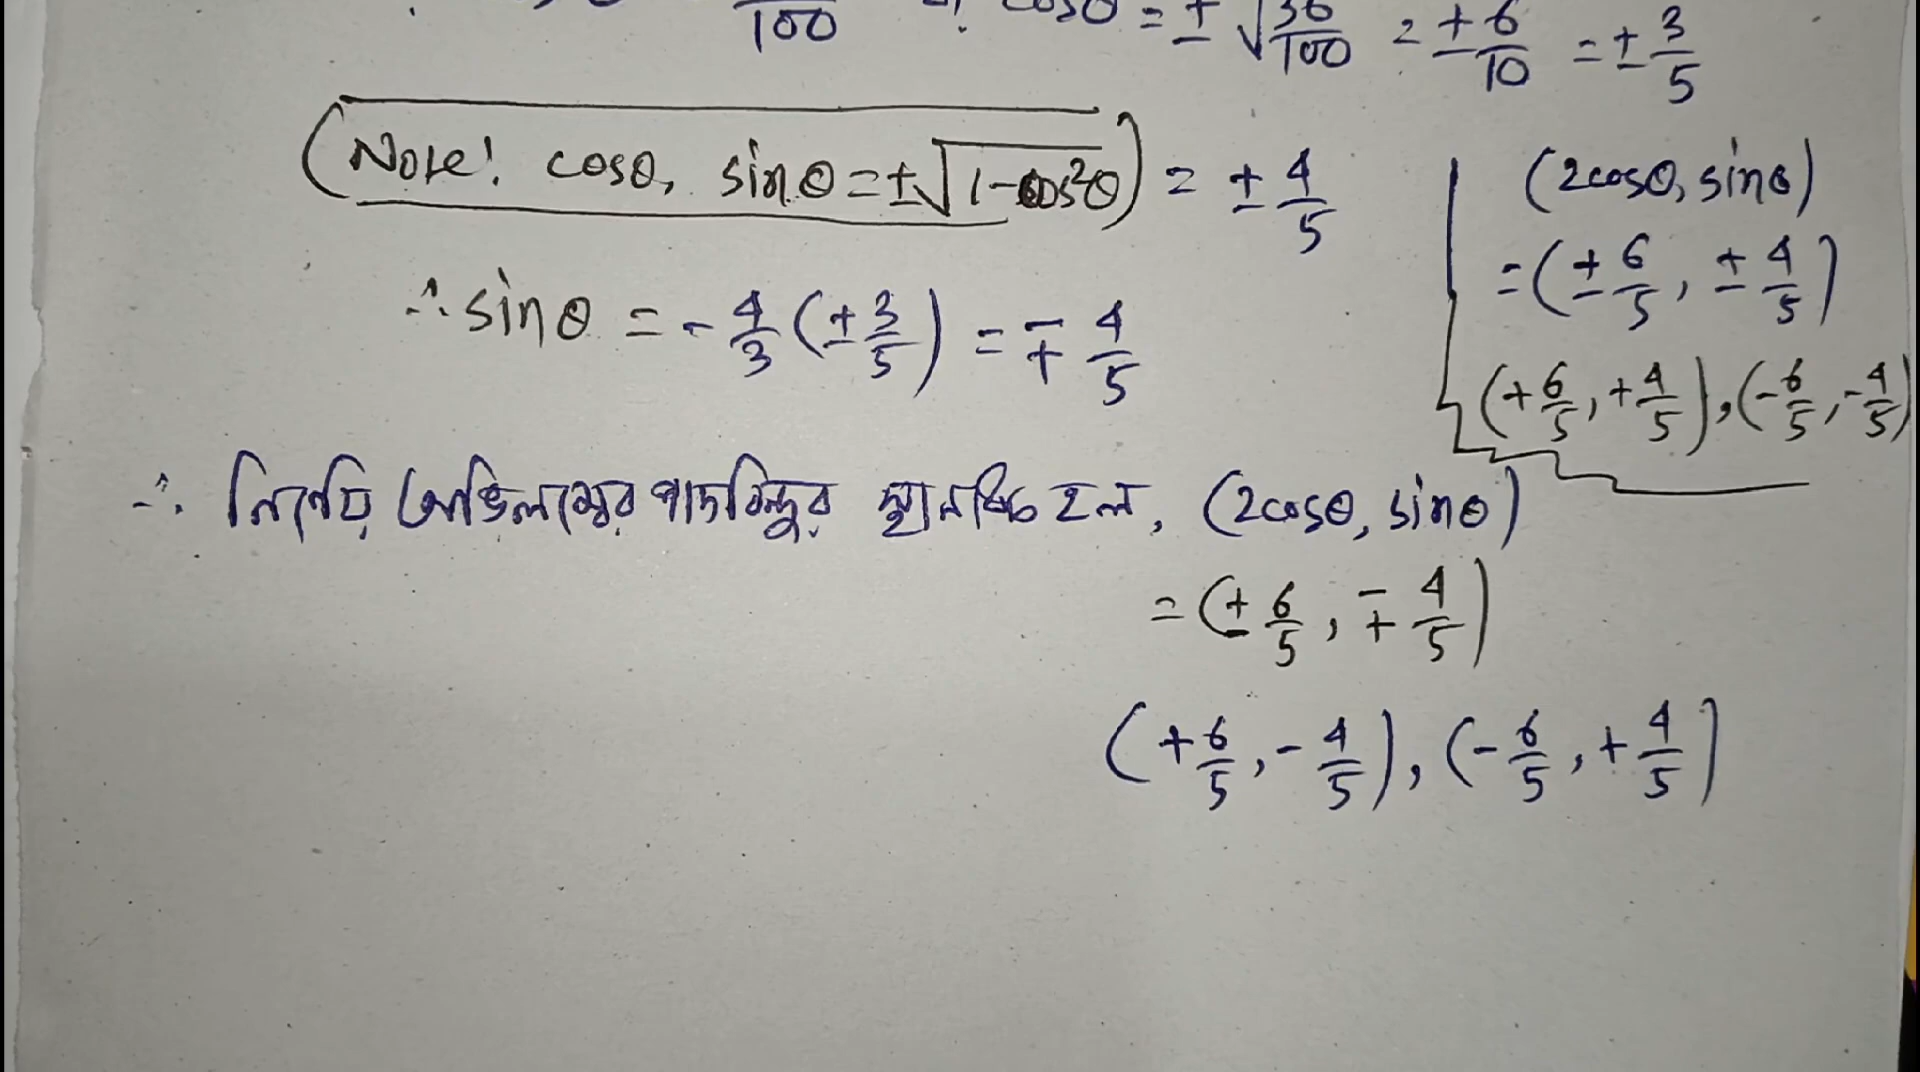 100 cosθ = ± √36/100 = ± 6/10 = ± 3/5
(Note! cosθ, sinθ = ±√1-cos²θ) = ± 4/5
(2cosθ, sinθ)
= (± 6/5, ± 4/5)
(+6/5, +4/5), (-6/5, -4/5)
∴ sinθ = - 4/3 (± 3/5) = ∓ 4/5
∴ নির্ণেয় অভিলম্বের পাদবিন্দুর স্থানাঙ্ক হল, (2cosθ, sinθ)
= (± 6/5, ∓ 4/5)
(+6/5, -4/5), (-6/5, +4/5)